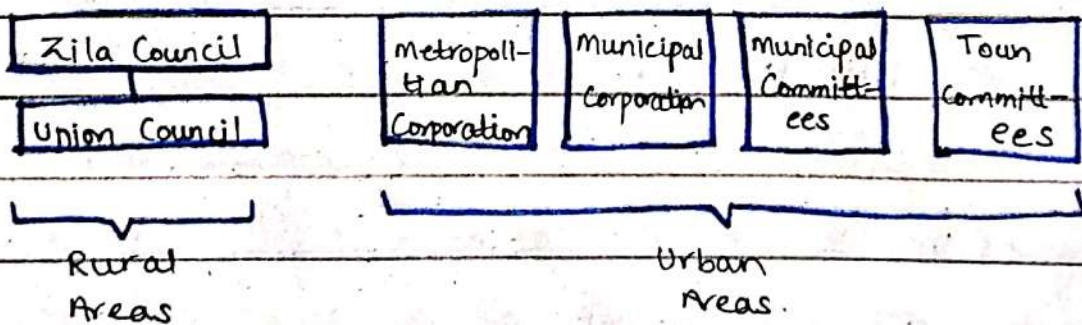 Zila Council
Union Council
Metropoll-
itan
Corporation
Municipal
Corporation
Municipal
Committ-
ees
Town
Committ-
ees
Rural
Areas
Urban
Areas.